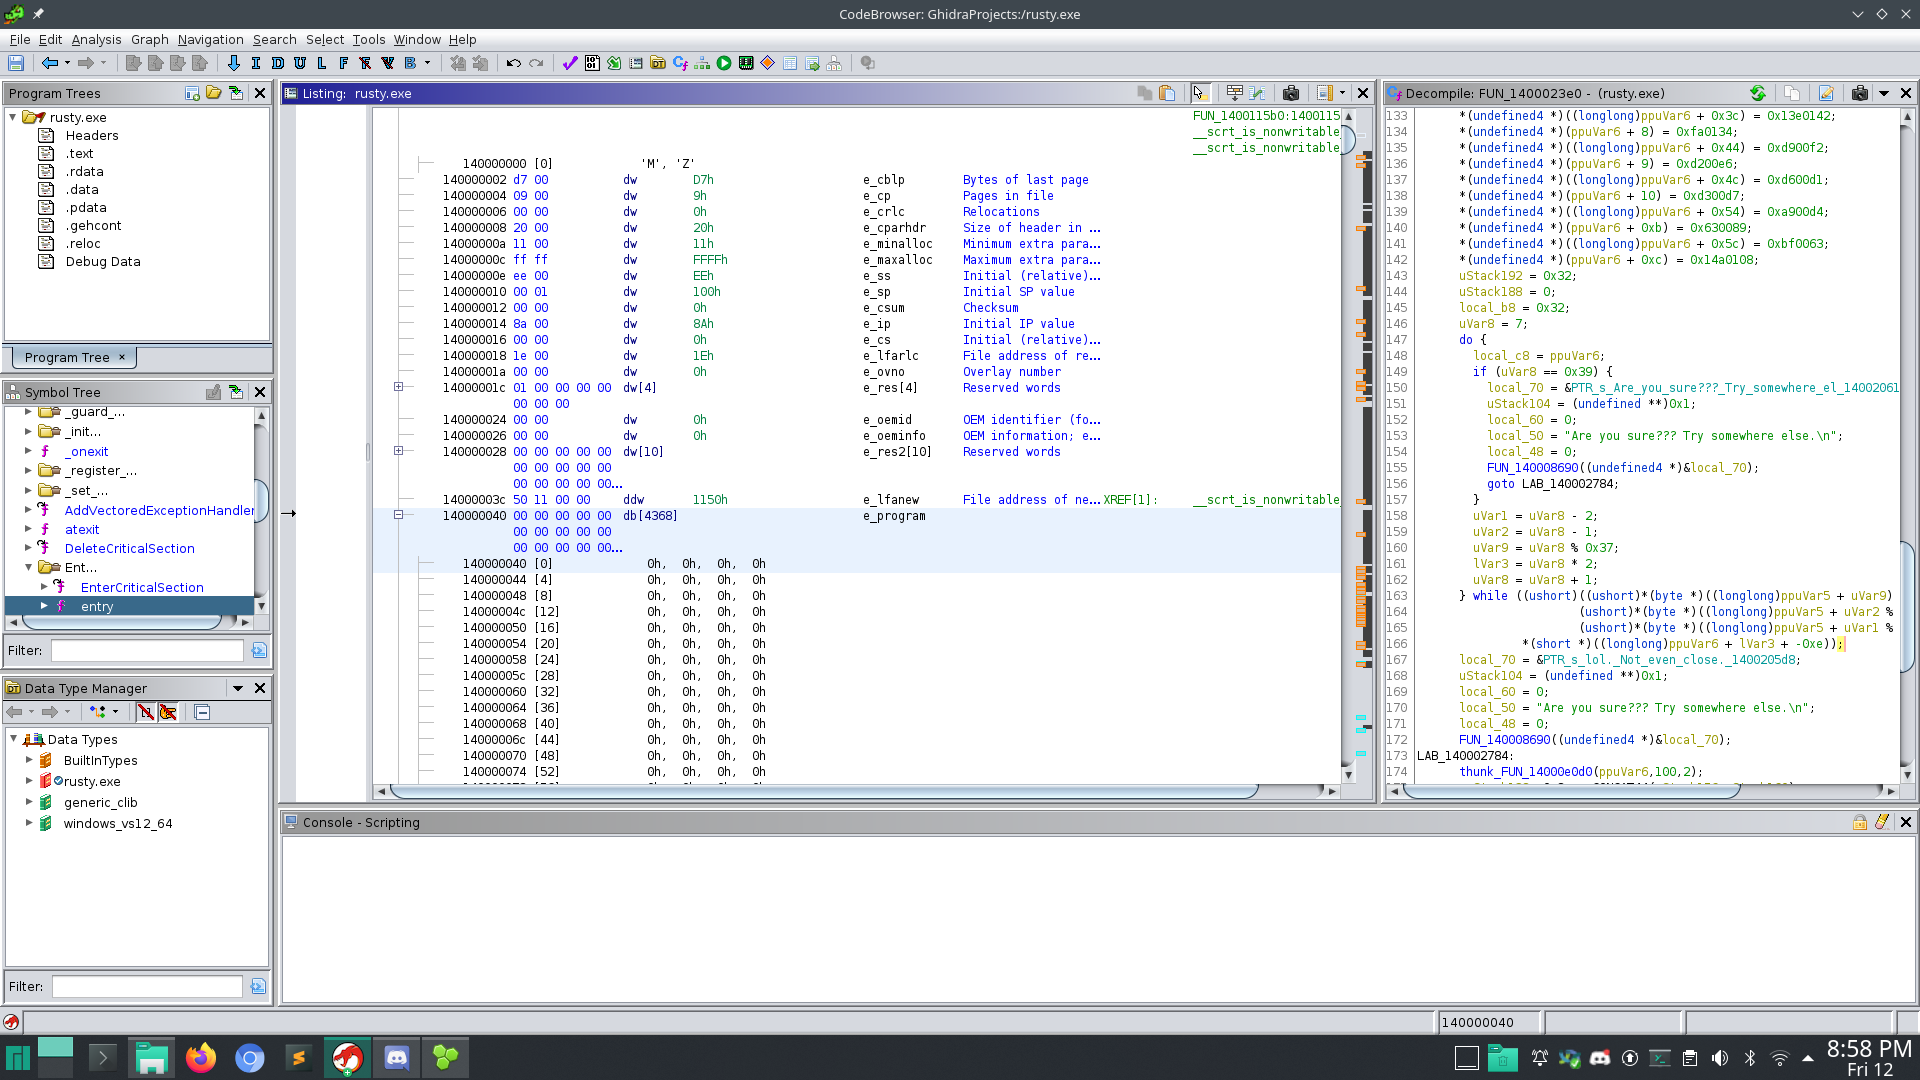 CodeBrowser: GhidraProjects:/rusty.exe
File Edit Analysis Graph Navigation Search Select Tools Window Help
I D U L F B
Program Trees
rusty.exe
Headers
.text
.rdata
.data
.pdata
.gehcont
.reloc
Debug Data
Program Tree ×
Symbol Tree
_guard_...
_init...
_onexit
_register_...
_set_...
AddVectoredExceptionHandler
atexit
DeleteCriticalSection
Ent...
EnterCriticalSection
entry
Filter:
Data Type Manager
Data Types
BuiltInTypes
rusty.exe
generic_clib
windows_vs12_64
Filter:
Listing: rusty.exe
FUN_1400115b0:1400115
__scrt_is_nonwritable_
__scrt_is_nonwritable_
140000000 [0] 'M', 'Z'
140000002 d7 00 dw D7h e_cblp Bytes of last page
140000004 09 00 dw 9h e_cp Pages in file
140000006 00 00 dw 0h e_crlc Relocations
140000008 20 00 dw 20h e_cparhdr Size of header in ...
14000000a 11 00 dw 11h e_minalloc Minimum extra para...
14000000c ff ff dw FFFFh e_maxalloc Maximum extra para...
14000000e ee 00 dw EEh e_ss Initial (relative)...
140000010 00 01 dw 100h e_sp Initial SP value
140000012 00 00 dw 0h e_csum Checksum
140000014 8a 00 dw 8Ah e_ip Initial IP value
140000016 00 00 dw 0h e_cs Initial (relative)...
140000018 1e 00 dw 1Eh e_lfarlc File address of re...
14000001a 00 00 dw 0h e_ovno Overlay number
14000001c 01 00 00 00 00 dw[4] e_res[4] Reserved words
00 00 00
140000024 00 00 dw 0h e_oemid OEM identifier (fo...
140000026 00 00 dw 0h e_oeminfo OEM information; e...
140000028 00 00 00 00 00 dw[10] e_res2[10] Reserved words
00 00 00 00 00
00 00 00 00 00...
14000003c 50 11 00 00 ddw 1150h e_lfanew File address of ne... XREF[1]: __scrt_is_nonwritable_
140000040 00 00 00 00 00 db[4368] e_program
00 00 00 00 00
00 00 00 00 00...
140000040 [0] 0h, 0h, 0h, 0h
140000044 [4] 0h, 0h, 0h, 0h
140000048 [8] 0h, 0h, 0h, 0h
14000004c [12] 0h, 0h, 0h, 0h
140000050 [16] 0h, 0h, 0h, 0h
140000054 [20] 0h, 0h, 0h, 0h
140000058 [24] 0h, 0h, 0h, 0h
14000005c [28] 0h, 0h, 0h, 0h
140000060 [32] 0h, 0h, 0h, 0h
140000064 [36] 0h, 0h, 0h, 0h
140000068 [40] 0h, 0h, 0h, 0h
14000006c [44] 0h, 0h, 0h, 0h
140000070 [48] 0h, 0h, 0h, 0h
140000074 [52] 0h, 0h, 0h, 0h
Decompile: FUN_1400023e0 - (rusty.exe)
133 *(undefined4 *)((longlong)ppuVar6 + 0x3c) = 0x13e0142;
134 *(undefined4 *)(ppuVar6 + 8) = 0xfa0134;
135 *(undefined4 *)((longlong)ppuVar6 + 0x44) = 0xd900f2;
136 *(undefined4 *)(ppuVar6 + 9) = 0xd200e6;
137 *(undefined4 *)((longlong)ppuVar6 + 0x4c) = 0xd600d1;
138 *(undefined4 *)(ppuVar6 + 10) = 0xd300d7;
139 *(undefined4 *)((longlong)ppuVar6 + 0x54) = 0xa900d4;
140 *(undefined4 *)(ppuVar6 + 0xb) = 0x630089;
141 *(undefined4 *)((longlong)ppuVar6 + 0x5c) = 0xbf0063;
142 *(undefined4 *)(ppuVar6 + 0xc) = 0x14a0108;
143 uStack192 = 0x32;
144 uStack188 = 0;
145 local_b8 = 0x32;
146 uVar8 = 7;
147 do {
148 local_c8 = ppuVar6;
149 if (uVar8 == 0x39) {
150 local_70 = &PTR_s_Are_you_sure???_Try_somewhere_el_14002061
151 uStack104 = (undefined **)0x1;
152 local_60 = 0;
153 local_50 = "Are you sure??? Try somewhere else.\n";
154 local_48 = 0;
155 FUN_140008690((undefined4 *)&local_70);
156 goto LAB_140002784;
157 }
158 uVar1 = uVar8 - 2;
159 uVar2 = uVar8 - 1;
160 uVar9 = uVar8 % 0x37;
161 lVar3 = uVar8 * 2;
162 uVar8 = uVar8 + 1;
163 } while ((ushort)((ushort)*(byte *)((longlong)ppuVar5 + uVar9)
164 (ushort)*(byte *)((longlong)ppuVar5 + uVar2 %
165 (ushort)*(byte *)((longlong)ppuVar5 + uVar1 %
166 *(short *)((longlong)ppuVar6 + lVar3 + -0xe));
167 local_70 = &PTR_s_lol._Not_even_close._1400205d8;
168 uStack104 = (undefined **)0x1;
169 local_60 = 0;
170 local_50 = "Are you sure??? Try somewhere else.\n";
171 local_48 = 0;
172 FUN_140008690((undefined4 *)&local_70);
173 LAB_140002784:
174 thunk_FUN_14000e0d0(ppuVar6,100,2);
Console - Scripting
140000040
8:58 PM
Fri 12